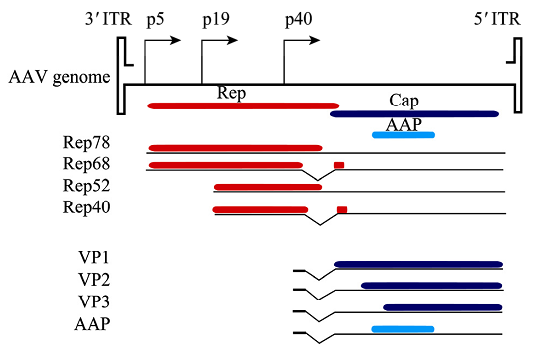 3′ ITR p5 p19 p40 5′ ITR
AAV genome
Rep
Cap
AAP
Rep78
Rep68
Rep52
Rep40
VP1
VP2
VP3
AAP